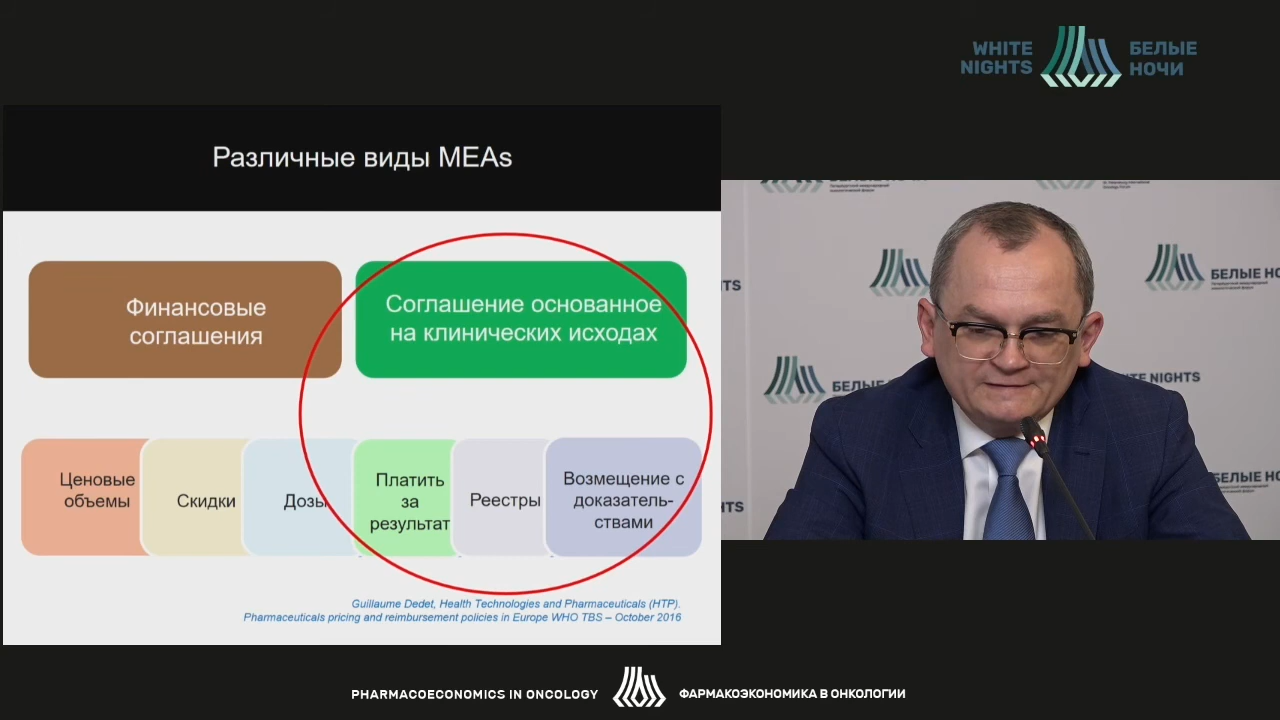 WHITE
NIGHTS
БЕЛЫЕ
НОЧИ
Различные виды MEAs
Финансовые
соглашения
Соглашение основанное
на клинических исходах
Ценовые
объемы
Скидки
Дозы
Платить
за
результат
Реестры
Возмещение с
доказатель-
ствами
Guillaume Dedet, Health Technologies and Pharmaceuticals (HTP).
Pharmaceuticals pricing and reimbursement policies in Europe WHO TBS – October 2016
БЕЛЫЕ НО
NIGHTS
PHARMACOECONOMICS IN ONCOLOGY
ФАРМАКОЭКОНОМИКА В ОНКОЛОГИИ